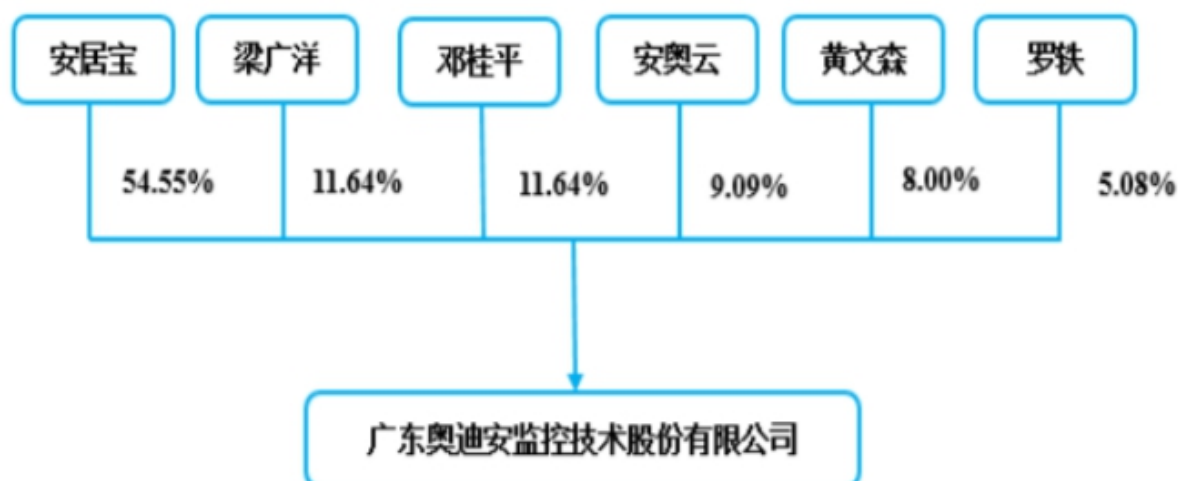 安居宝 梁广洋 邓桂平 安奥云 黄文森 罗轶
54.55% 11.64% 11.64% 9.09% 8.00% 5.08%
广东奥迪安监控技术股份有限公司